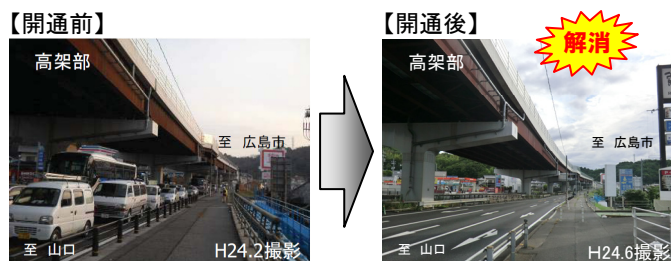 【開通前】
高架部
至 広島市
至 山口
H24.2撮影
【開通後】
解消
高架部
至 広島市
至 山口
H24.6撮影